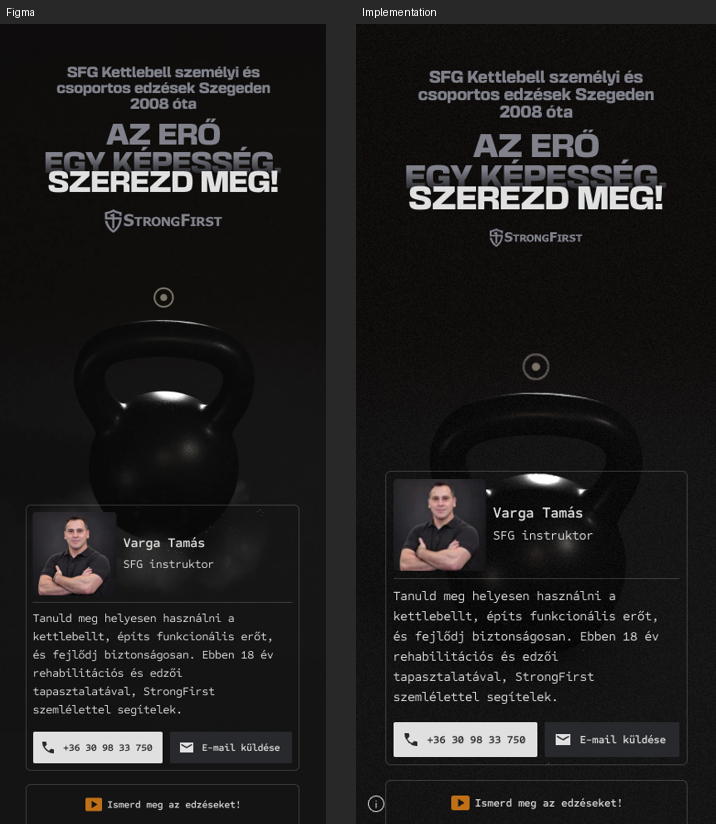 Figma
SFG Kettlebell személyi és
csoportos edzések Szegeden
2008 óta
AZ ERŐ
EGY KÉPESSÉG.
SZEREZD MEG!
STRONGFIRST
Varga Tamás
SFG instruktor
Tanuld meg helyesen használni a
kettlebellt, építs funkcionális erőt,
és fejlődj biztonságosan. Ebben 18 év
rehabilitációs és edzői
tapasztalatával, StrongFirst
szemlélettel segítelek.
+36 30 98 33 750
E-mail küldése
Ismerd meg az edzéseket!
Implementation
SFG Kettlebell személyi és
csoportos edzések Szegeden
2008 óta
AZ ERŐ
EGY KÉPESSÉG.
SZEREZD MEG!
STRONGFIRST
Varga Tamás
SFG instruktor
Tanuld meg helyesen használni a
kettlebellt, építs funkcionális erőt,
és fejlődj biztonságosan. Ebben 18 év
rehabilitációs és edzői
tapasztalatával, StrongFirst
szemlélettel segítelek.
+36 30 98 33 750
E-mail küldése
Ismerd meg az edzéseket!